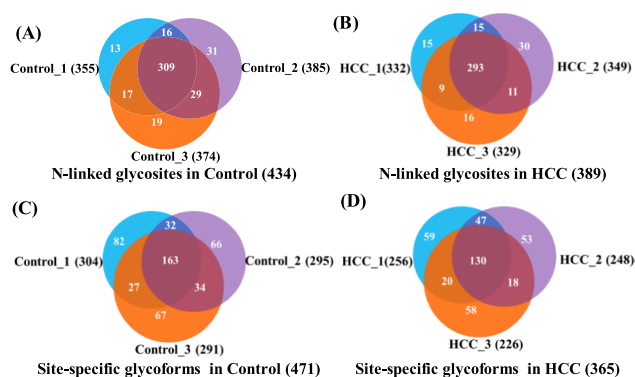 (A)
16
13
31
Control_1 (355)
309
Control_2 (385)
17
29
19
Control_3 (374)
N-linked glycosites in Control (434)
(B)
15
15
30
HCC_1(332)
293
HCC_2 (349)
9
11
16
HCC_3 (329)
N-linked glycosites in HCC (389)
(C)
32
82
66
Control_1 (304)
163
Control_2 (295)
27
34
67
Control_3 (291)
Site-specific glycoforms in Control (471)
(D)
47
59
53
HCC_1(256)
130
HCC_2 (248)
20
18
58
HCC_3 (226)
Site-specific glycoforms in HCC (365)